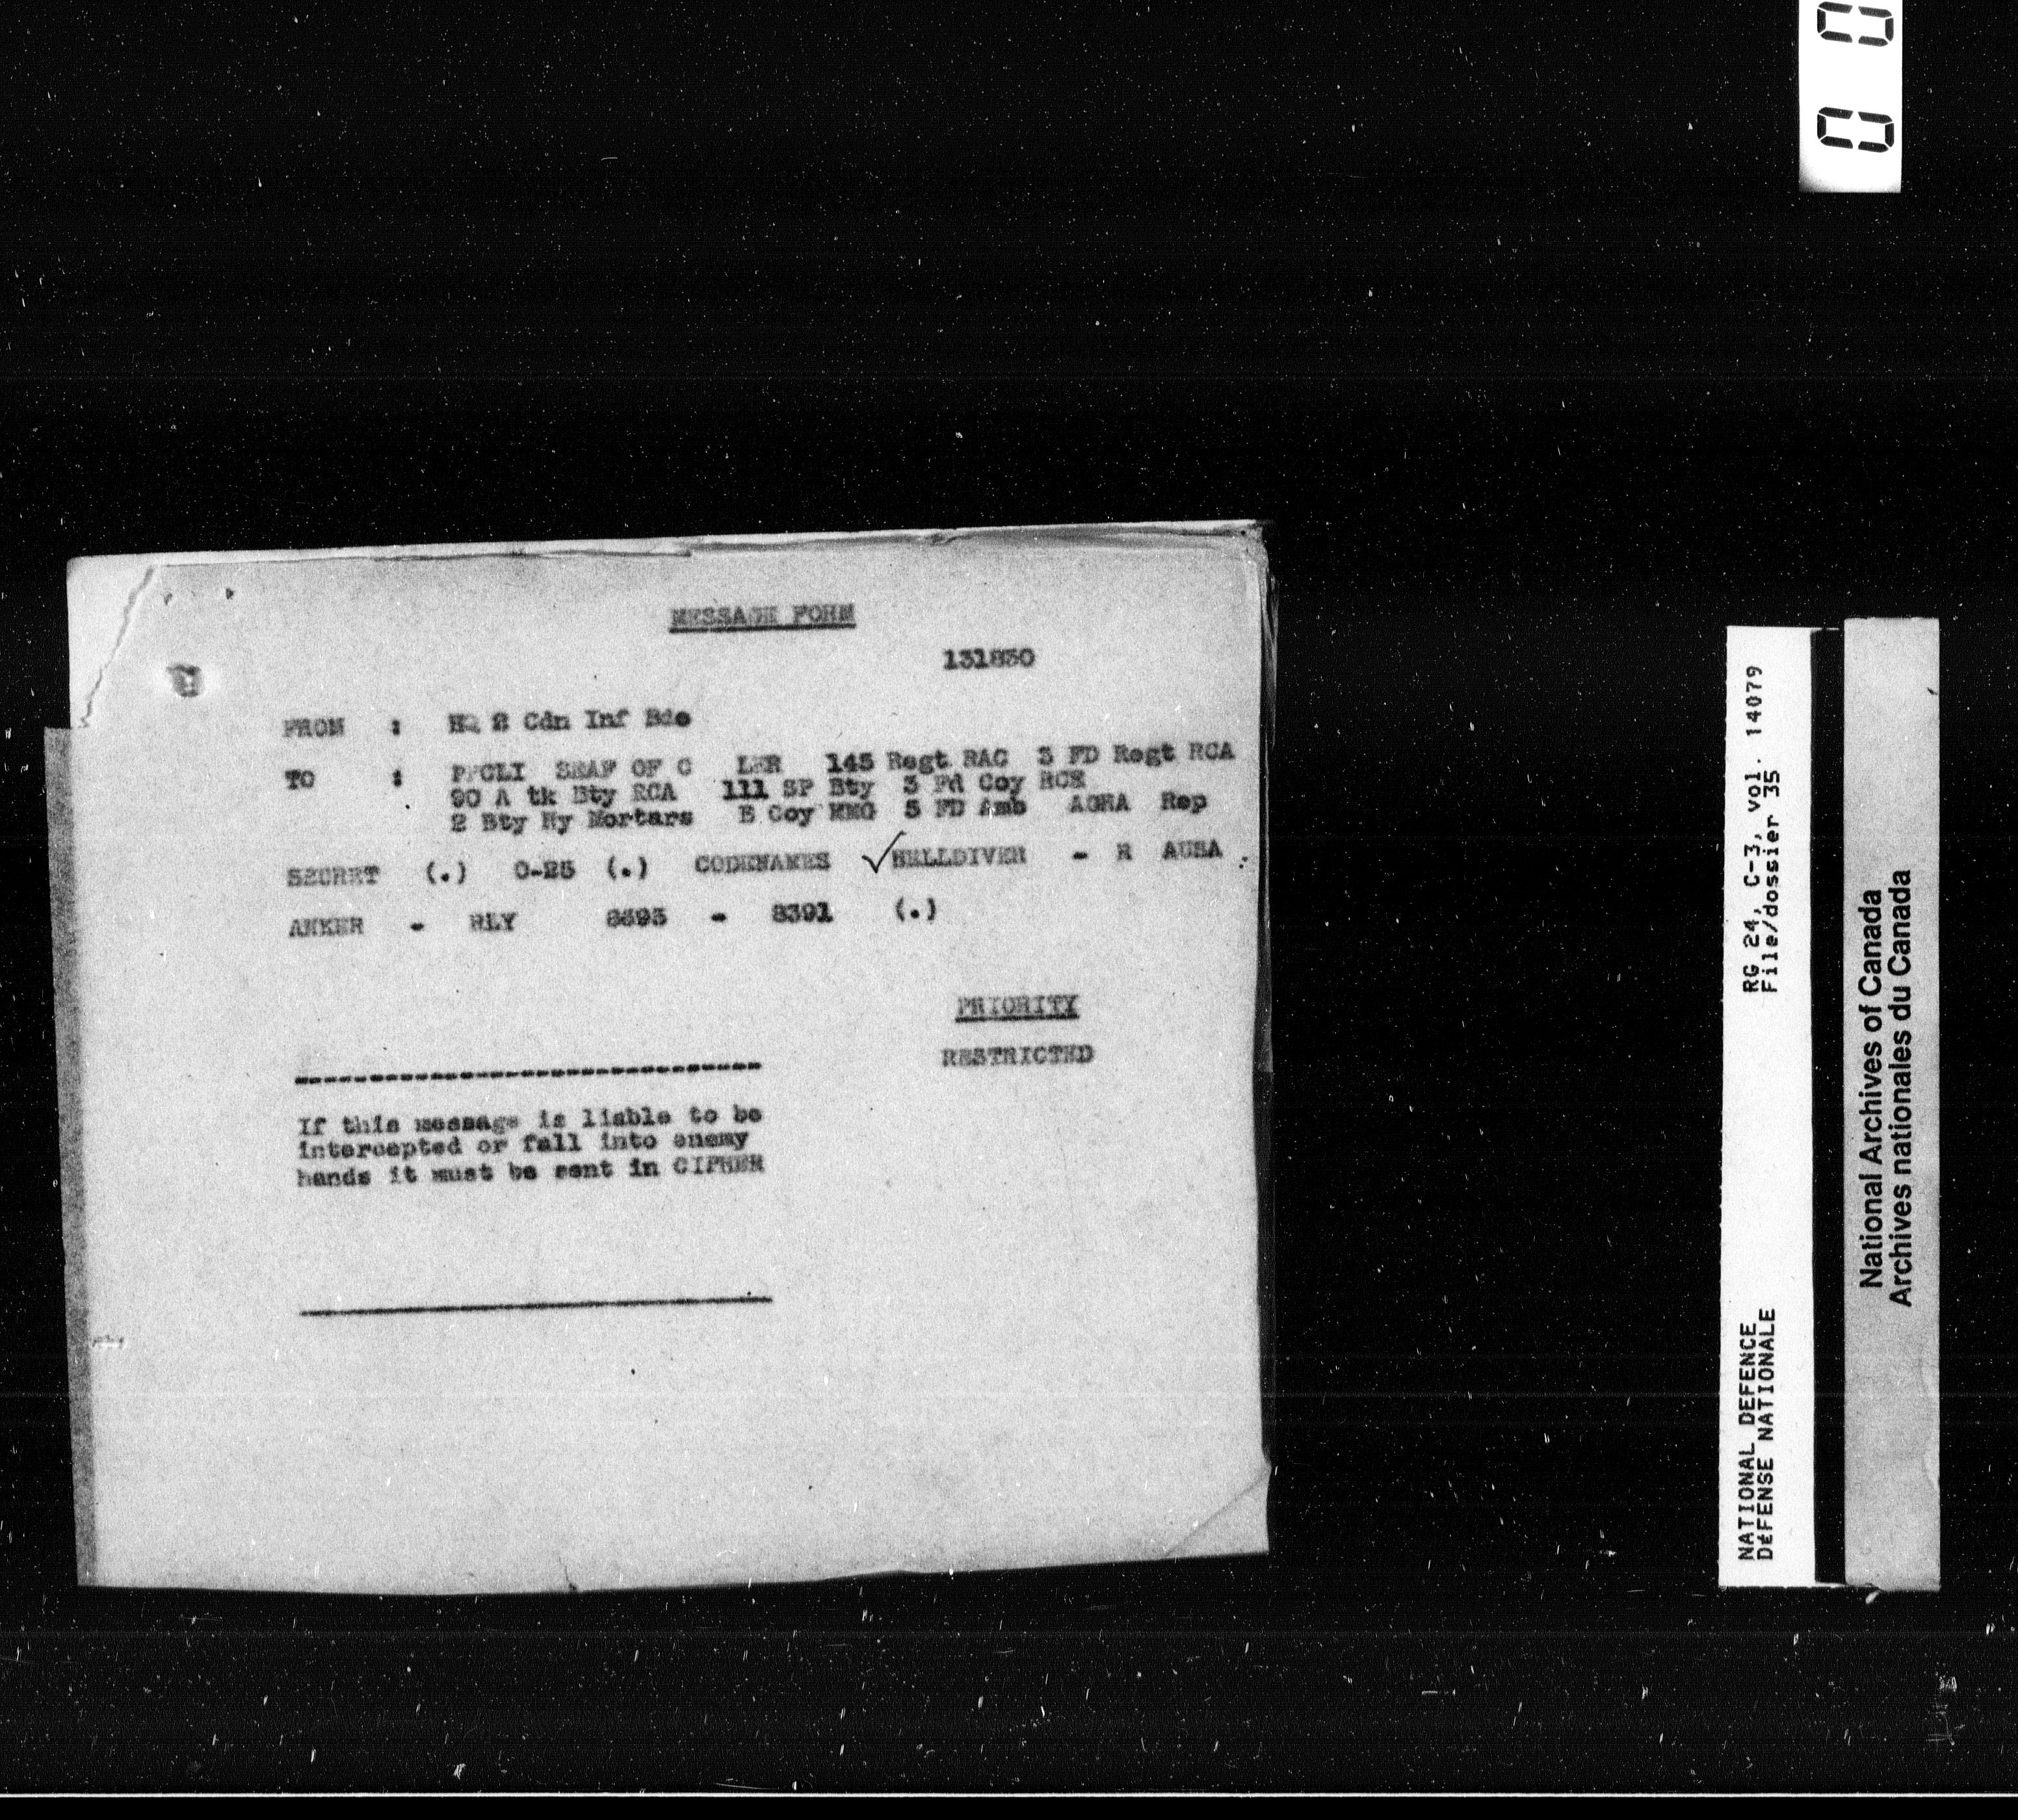 0 0
MESSAGE FORM
131830
FROM : HQ 2 Cdn Inf Bde
TO : PPCLI SEAF OF C LER 145 Regt RAC 3 FD Regt RCA
90 A tk Bty RCA 111 SP Bty 3 Fd Coy RCE
2 Bty Hy Mortars B Coy MMG 5 FD Amb AGRA Rep
SECRET (.) O-25 (.) CODENAMES ✓HELLDIVER - R AUSA :
- RLY 8393 - 8391 (.)
PRIORITY
RESTRICTED
If this message is liable to be
intercepted or fall into enemy
hands it must be sent in CIPHER
NATIONAL DEFENCE RG 24, C-3, vol. 14079
DéFENSE NATIONALE File/dossier 35
National Archives of Canada
Archives nationales du Canada